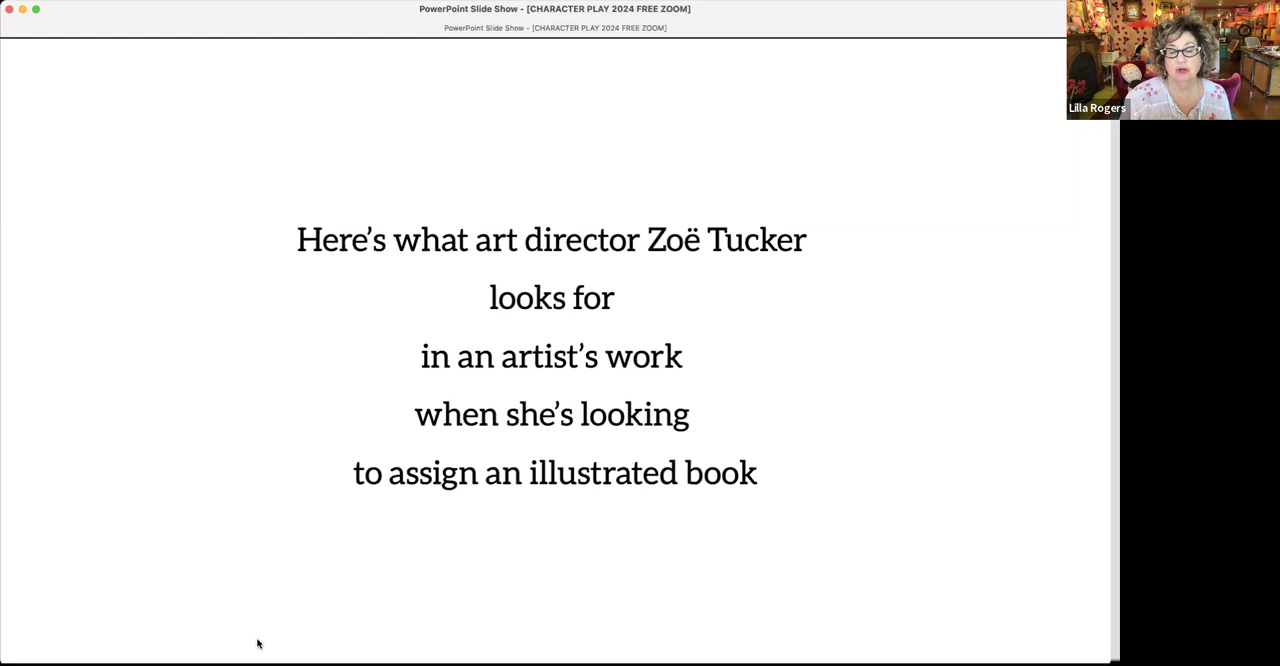 PowerPoint Slide Show - [CHARACTER PLAY 2024 FREE ZOOM]
PowerPoint Slide Show - [CHARACTER PLAY 2024 FREE ZOOM]
Lilla Rogers
Here’s what art director Zoë Tucker
looks for
in an artist’s work
when she’s looking
to assign an illustrated book